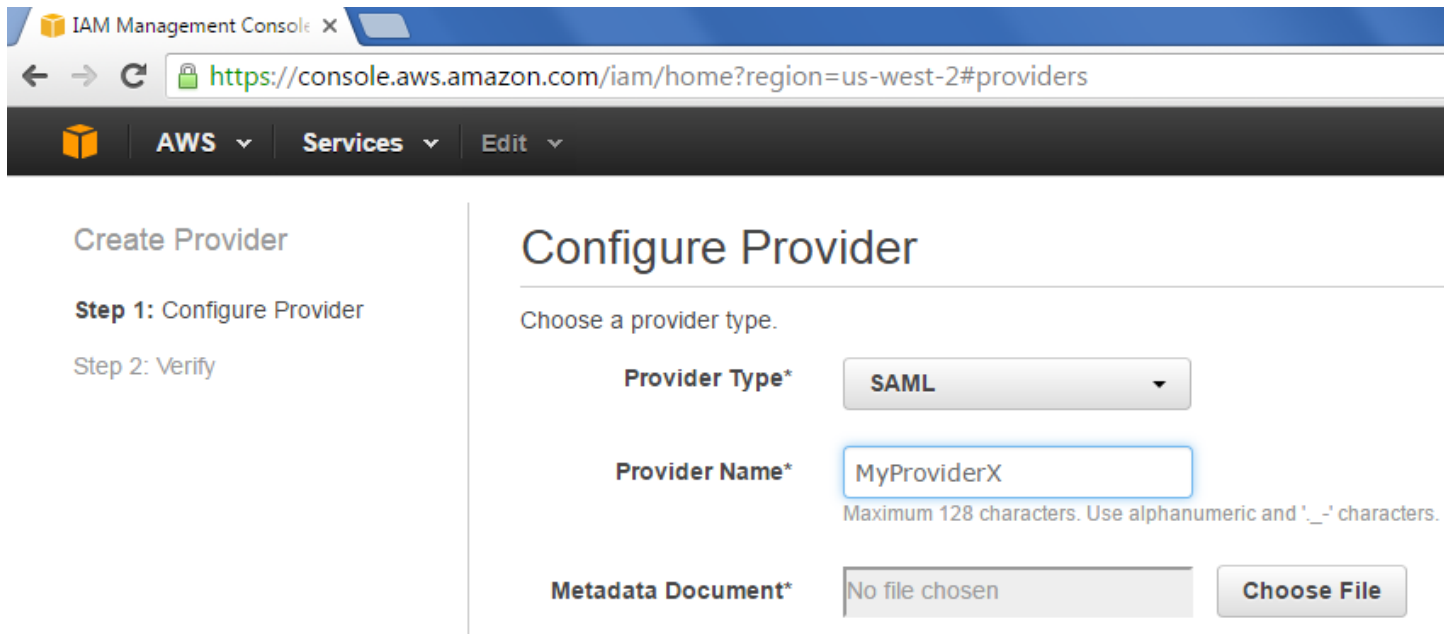 IAM Management Console
https://console.aws.amazon.com/iam/home?region=us-west-2#providers
AWS Services Edit
Create Provider
Step 1: Configure Provider
Step 2: Verify
Configure Provider
Choose a provider type.
Provider Type* SAML
Provider Name* MyProviderX
Maximum 128 characters. Use alphanumeric and '._-' characters.
Metadata Document* No file chosen Choose File